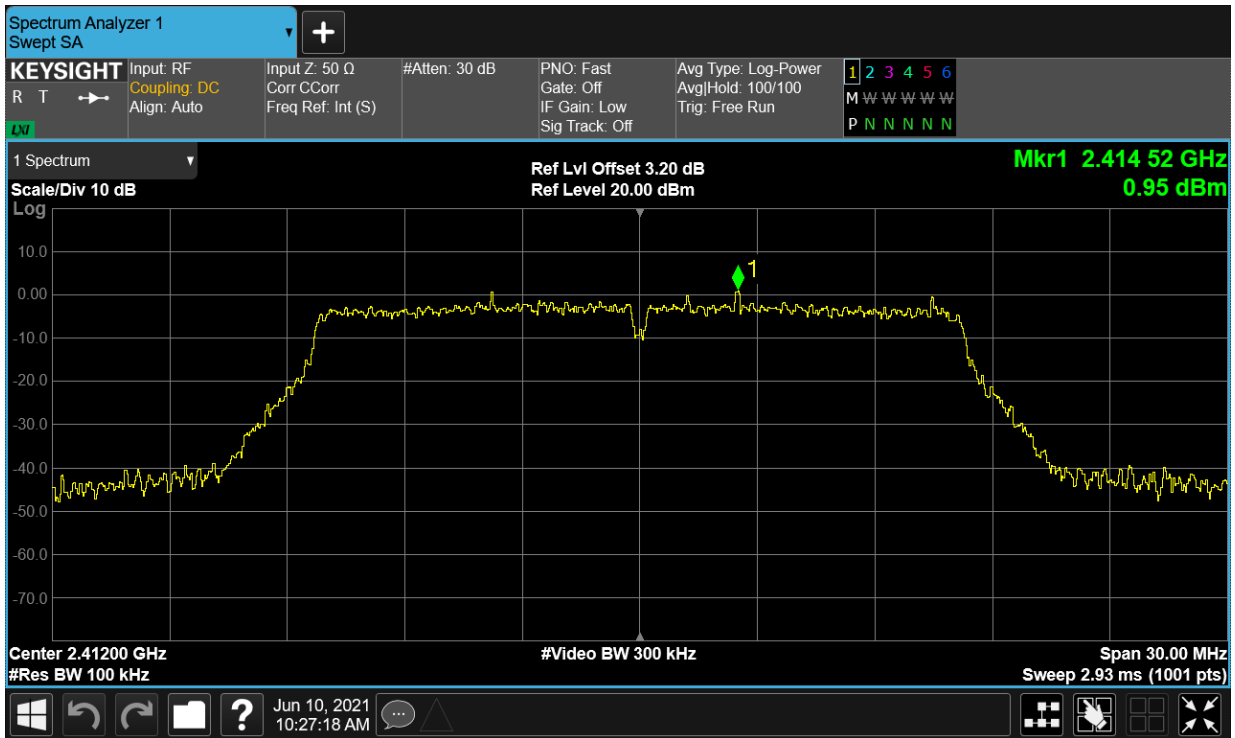 Spectrum Analyzer 1
Swept SA
KEYSIGHT
R T
LXI
Input: RF
Coupling: DC
Align: Auto
Input Z: 50 Ω
Corr CCorr
Freq Ref: Int (S)
#Atten: 30 dB
PNO: Fast
Gate: Off
IF Gain: Low
Sig Track: Off
Avg Type: Log-Power
Avg|Hold: 100/100
Trig: Free Run
1 2 3 4 5 6
M W W W W W
P N N N N N
1 Spectrum
Scale/Div 10 dB
Log
Ref Lvl Offset 3.20 dB
Ref Level 20.00 dBm
Mkr1 2.414 52 GHz
0.95 dBm
10.0
0.00
-10.0
-20.0
-30.0
-40.0
-50.0
-60.0
-70.0
1
Center 2.41200 GHz
#Res BW 100 kHz
#Video BW 300 kHz
Span 30.00 MHz
Sweep 2.93 ms (1001 pts)
?
Jun 10, 2021
10:27:18 AM